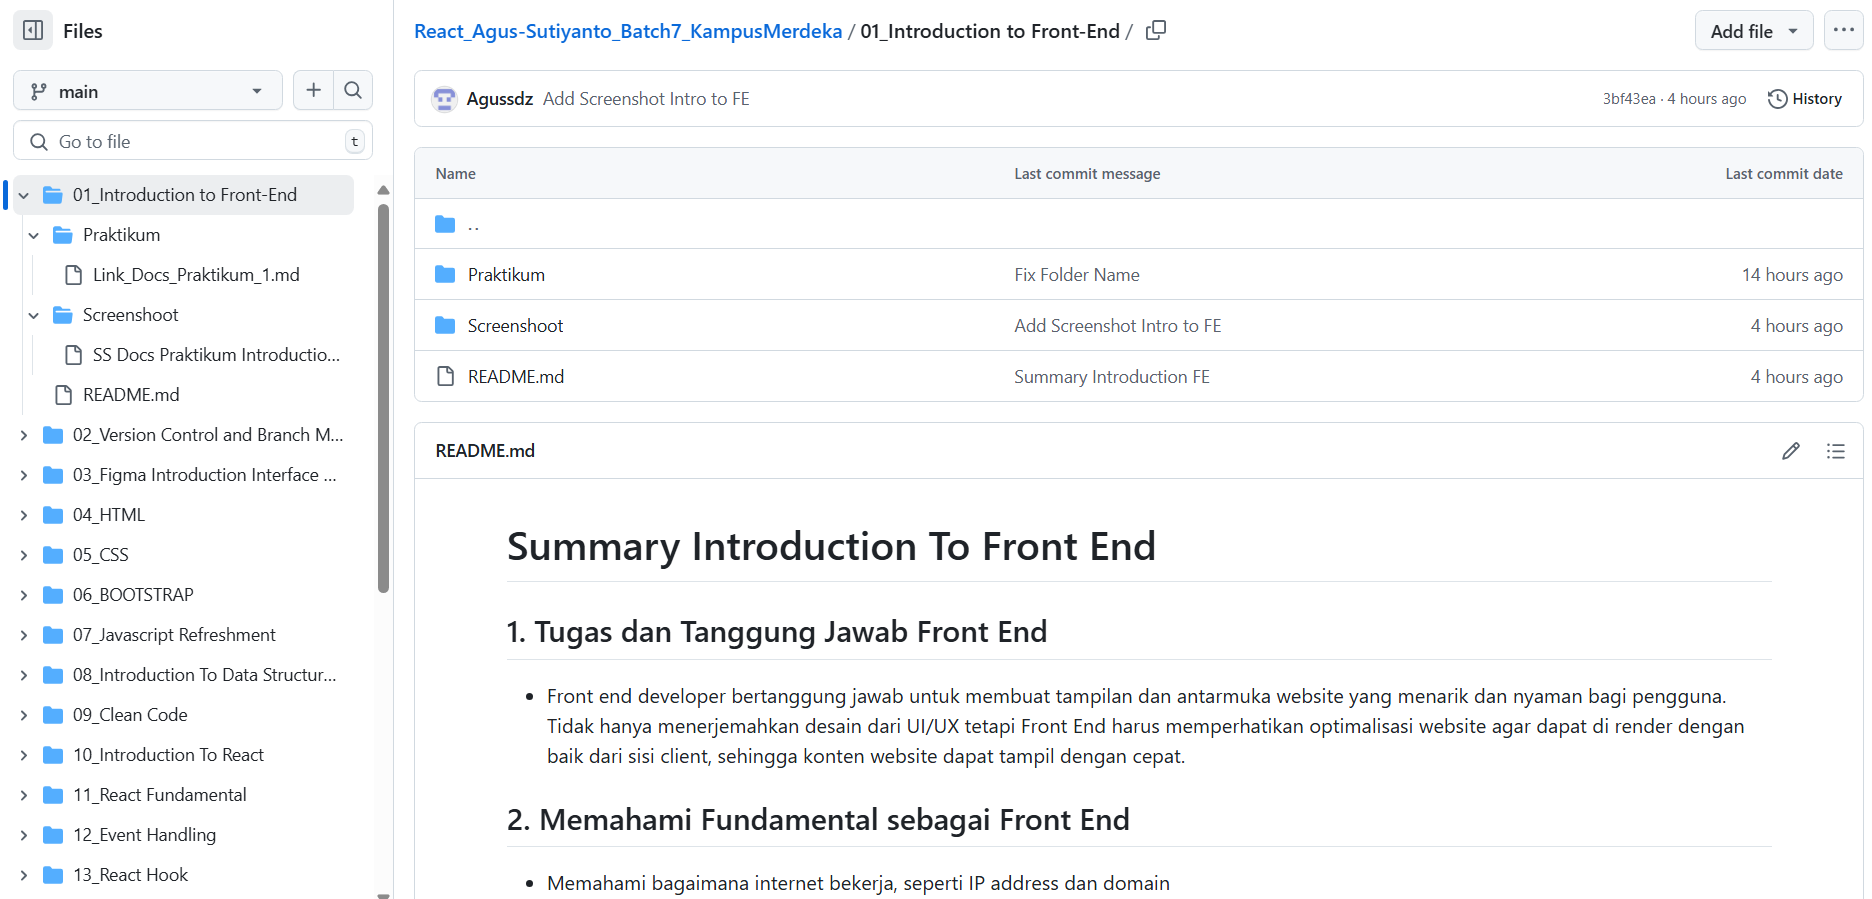 Files
main
Go to file
t
01_Introduction to Front-End
Praktikum
Link_Docs_Praktikum_1.md
Screenshoot
SS Docs Praktikum Introductio...
README.md
02_Version Control and Branch M...
03_Figma Introduction Interface ...
04_HTML
05_CSS
06_BOOTSTRAP
07_Javascript Refreshment
08_Introduction To Data Structur...
09_Clean Code
10_Introduction To React
11_React Fundamental
12_Event Handling
13_React Hook
React_Agus-Sutiyanto_Batch7_KampusMerdeka / 01_Introduction to Front-End /
Add file
Agussdz Add Screenshot Intro to FE
3bf43ea · 4 hours ago
History
Name Last commit message Last commit date
..
Praktikum Fix Folder Name 14 hours ago
Screenshoot Add Screenshot Intro to FE 4 hours ago
README.md Summary Introduction FE 4 hours ago
README.md
Summary Introduction To Front End
1. Tugas dan Tanggung Jawab Front End
• Front end developer bertanggung jawab untuk membuat tampilan dan antarmuka website yang menarik dan nyaman bagi pengguna.
Tidak hanya menerjemahkan desain dari UI/UX tetapi Front End harus memperhatikan optimalisasi website agar dapat di render dengan
baik dari sisi client, sehingga konten website dapat tampil dengan cepat.
2. Memahami Fundamental sebagai Front End
• Memahami bagaimana internet bekerja, seperti IP address dan domain